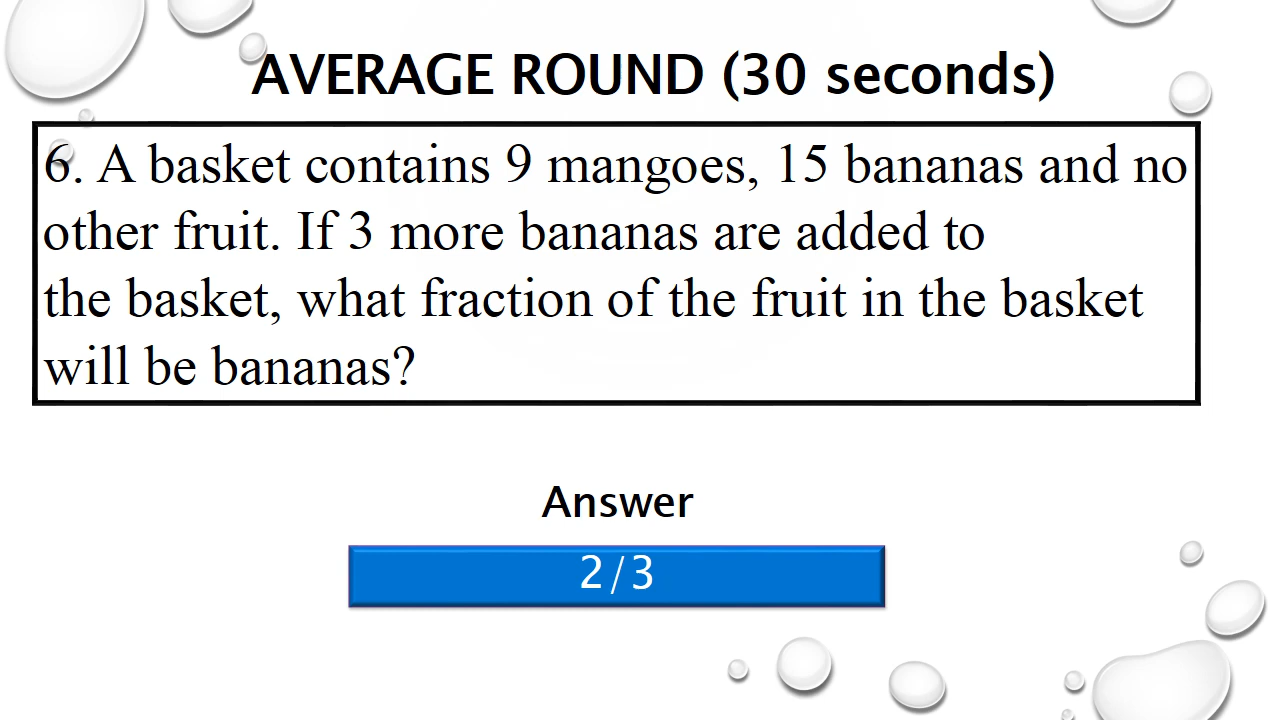 AVERAGE ROUND (30 seconds)
6. A basket contains 9 mangoes, 15 bananas and no
other fruit. If 3 more bananas are added to
the basket, what fraction of the fruit in the basket
will be bananas?
Answer
2/3